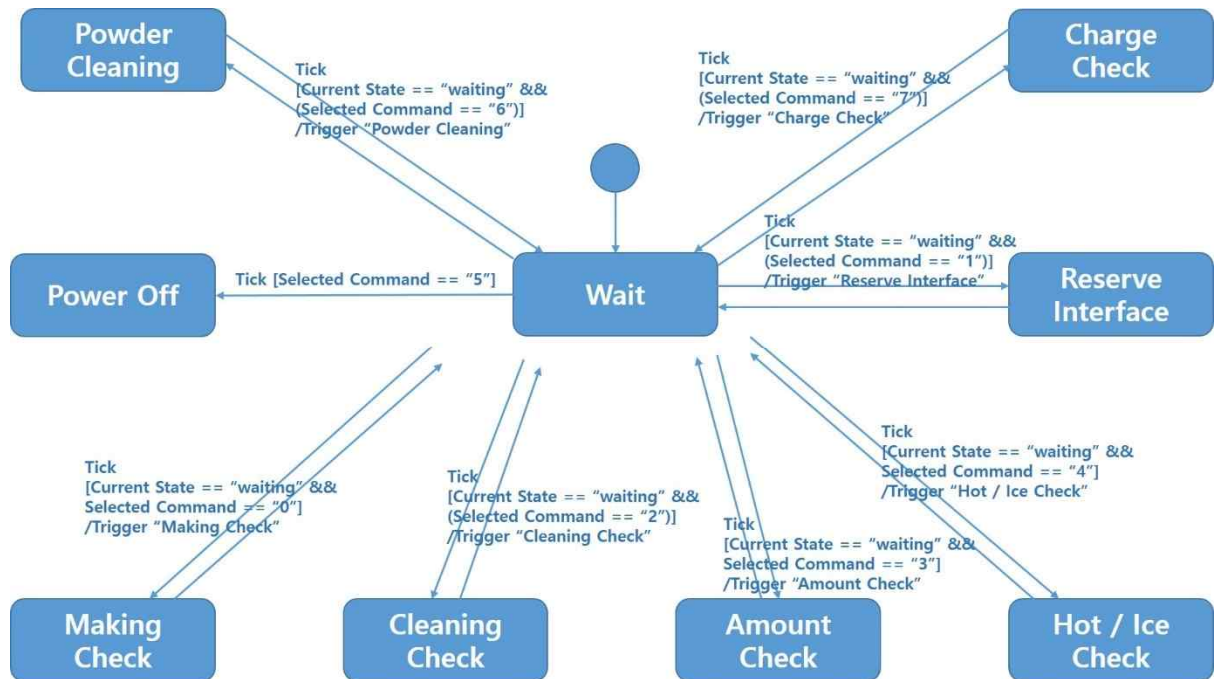 Powder
Cleaning
Tick
[Current State == “waiting” &&
(Selected Command == “6”)]
/Trigger “Powder Cleaning”
Tick
[Current State == “waiting” &&
(Selected Command == “7”)]
/Trigger “Charge Check”
Charge
Check
Power Off
Tick [Selected Command == “5”]
Wait
Tick
[Current State == “waiting” &&
(Selected Command == “1”)]
/Trigger “Reserve Interface”
Reserve
Interface
Tick
[Current State == “waiting” &&
Selected Command == “0”]
/Trigger “Making Check”
Tick
[Current State == “waiting” &&
(Selected Command == “2”)]
/Trigger “Cleaning Check”
Tick
[Current State == “waiting” &&
Selected Command == “3”]
/Trigger “Amount Check”
Tick
[Current State == “waiting” &&
Selected Command == “4”]
/Trigger “Hot / Ice Check”
Making
Check
Cleaning
Check
Amount
Check
Hot / Ice
Check